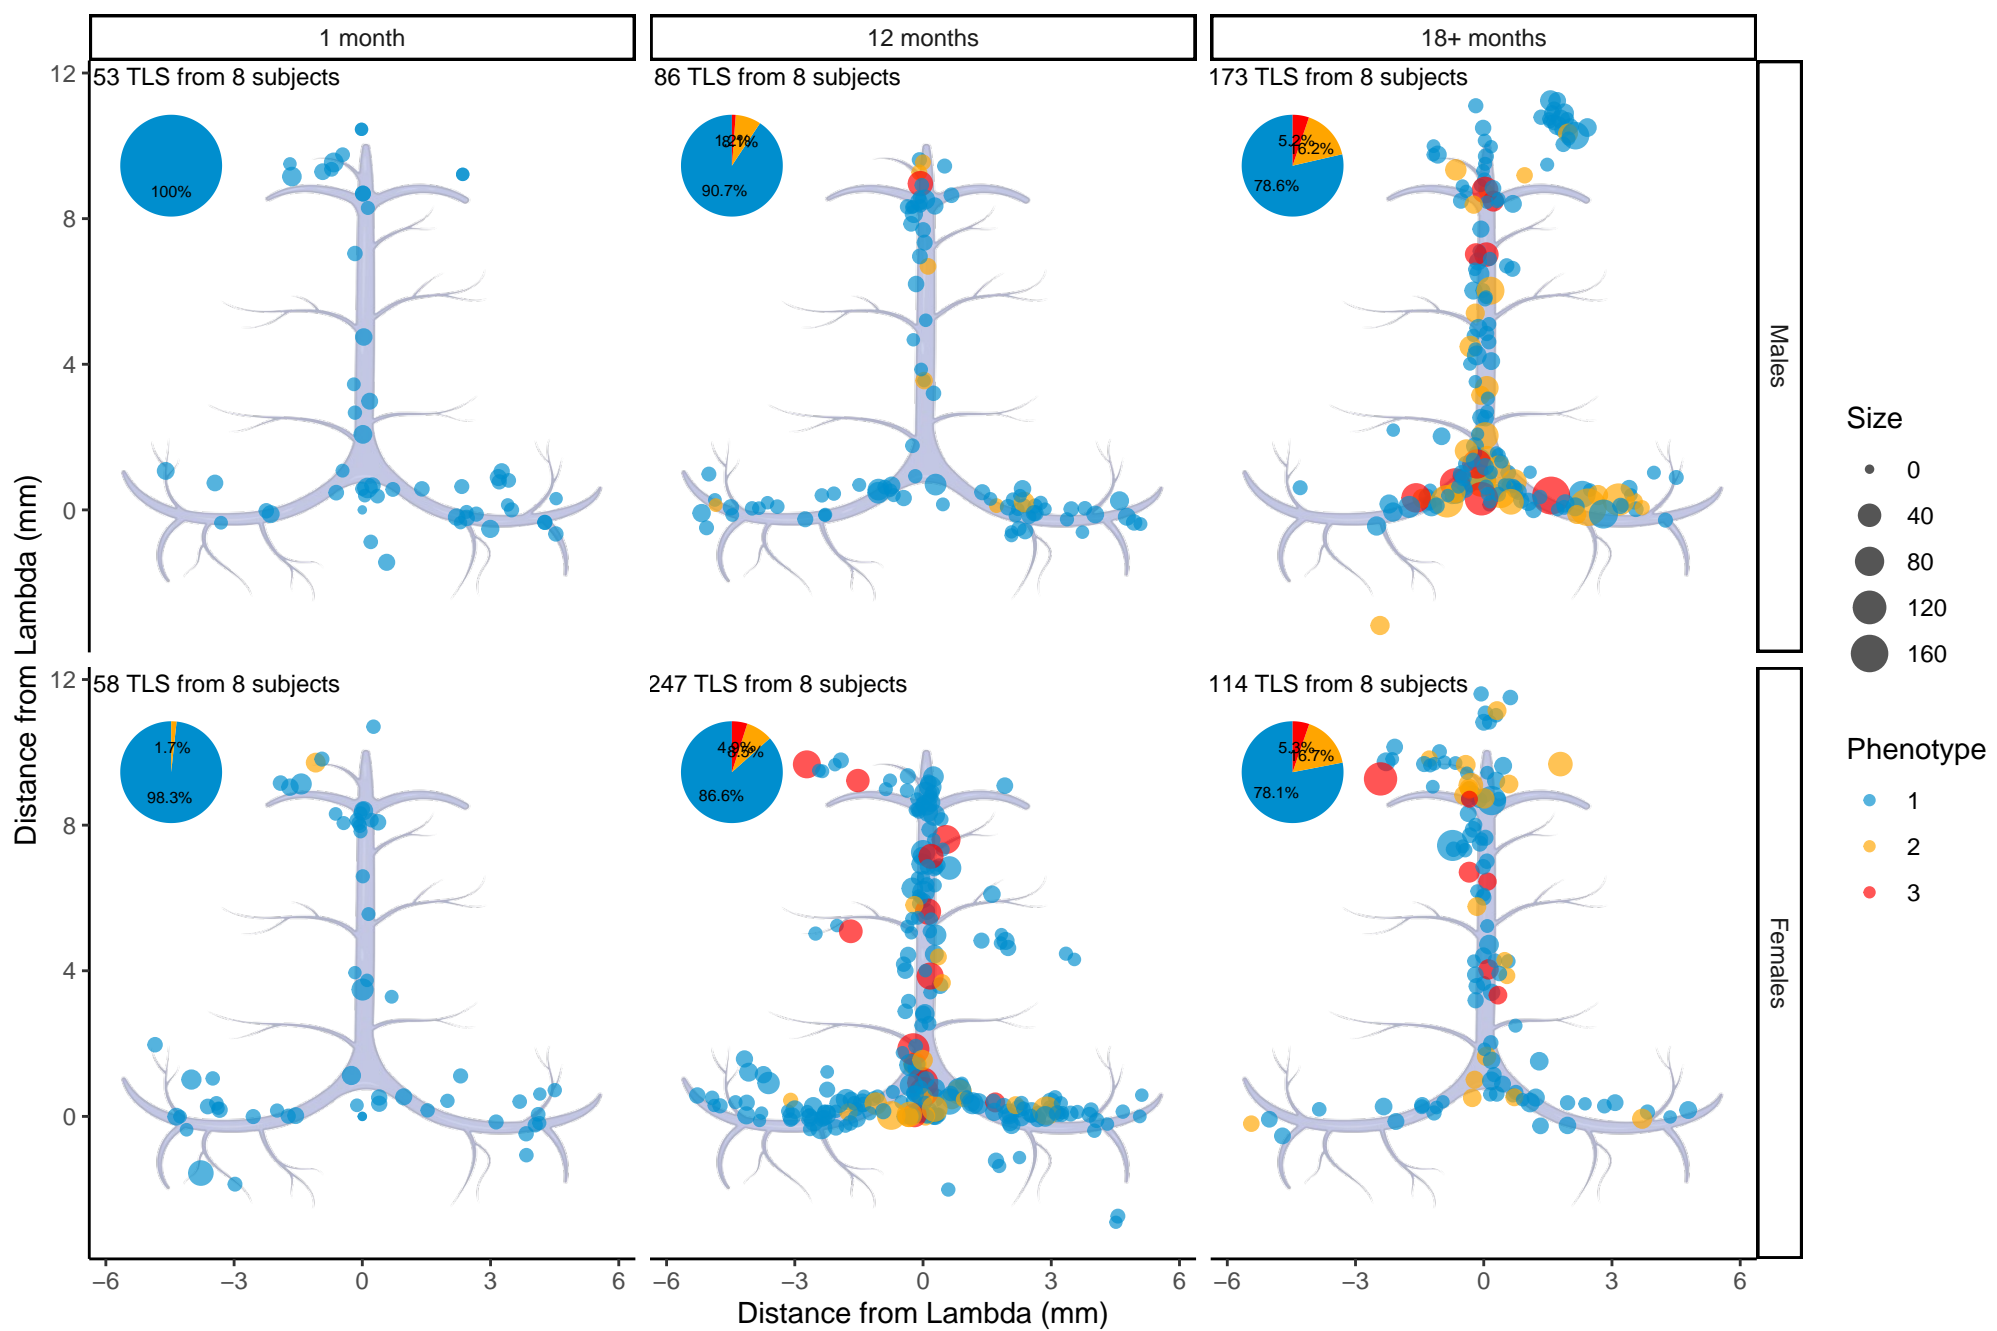 1 month
12 months
18+ months
12
8
4
0
53 TLS from 8 subjects
100%
86 TLS from 8 subjects
90.7%
173 TLS from 8 subjects
78.6%
Males
Distance from Lambda (mm)
12
8
4
0
58 TLS from 8 subjects
1.7%
98.3%
247 TLS from 8 subjects
86.6%
114 TLS from 8 subjects
78.1%
Females
−6 −3 0 3 6
−6 −3 0 3 6
−6 −3 0 3 6
Distance from Lambda (mm)
Size
0
40
80
120
160
Phenotype
1
2
3